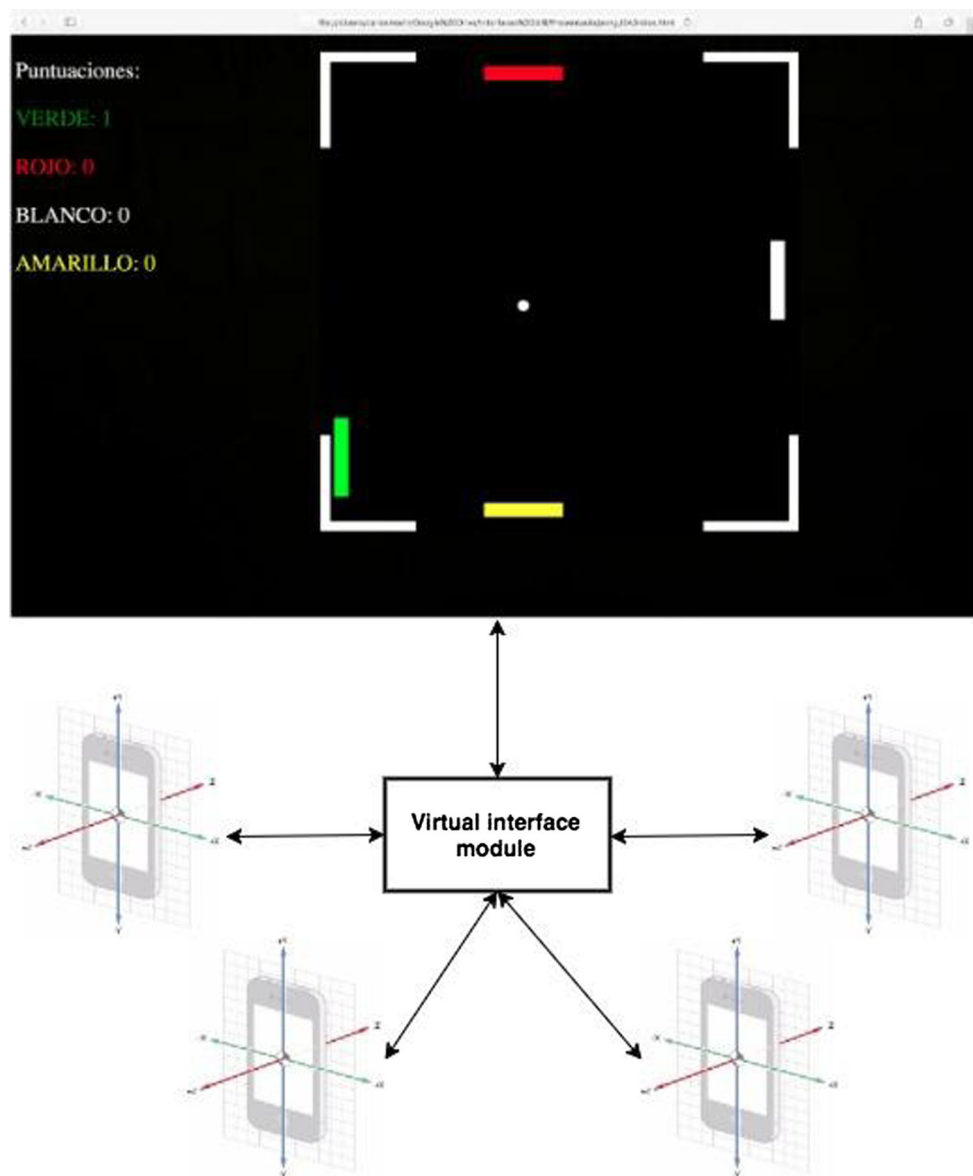 Puntuaciones:
VERDE: 1
ROJO: 0
BLANCO: 0
AMARILLO: 0
Virtual interface
module
+Y
-X
Z
+X
-Y
+Y
-X
Z
+X
-Y
+Y
-X
Z
+X
-Y
+Y
-X
Z
+X
-Y